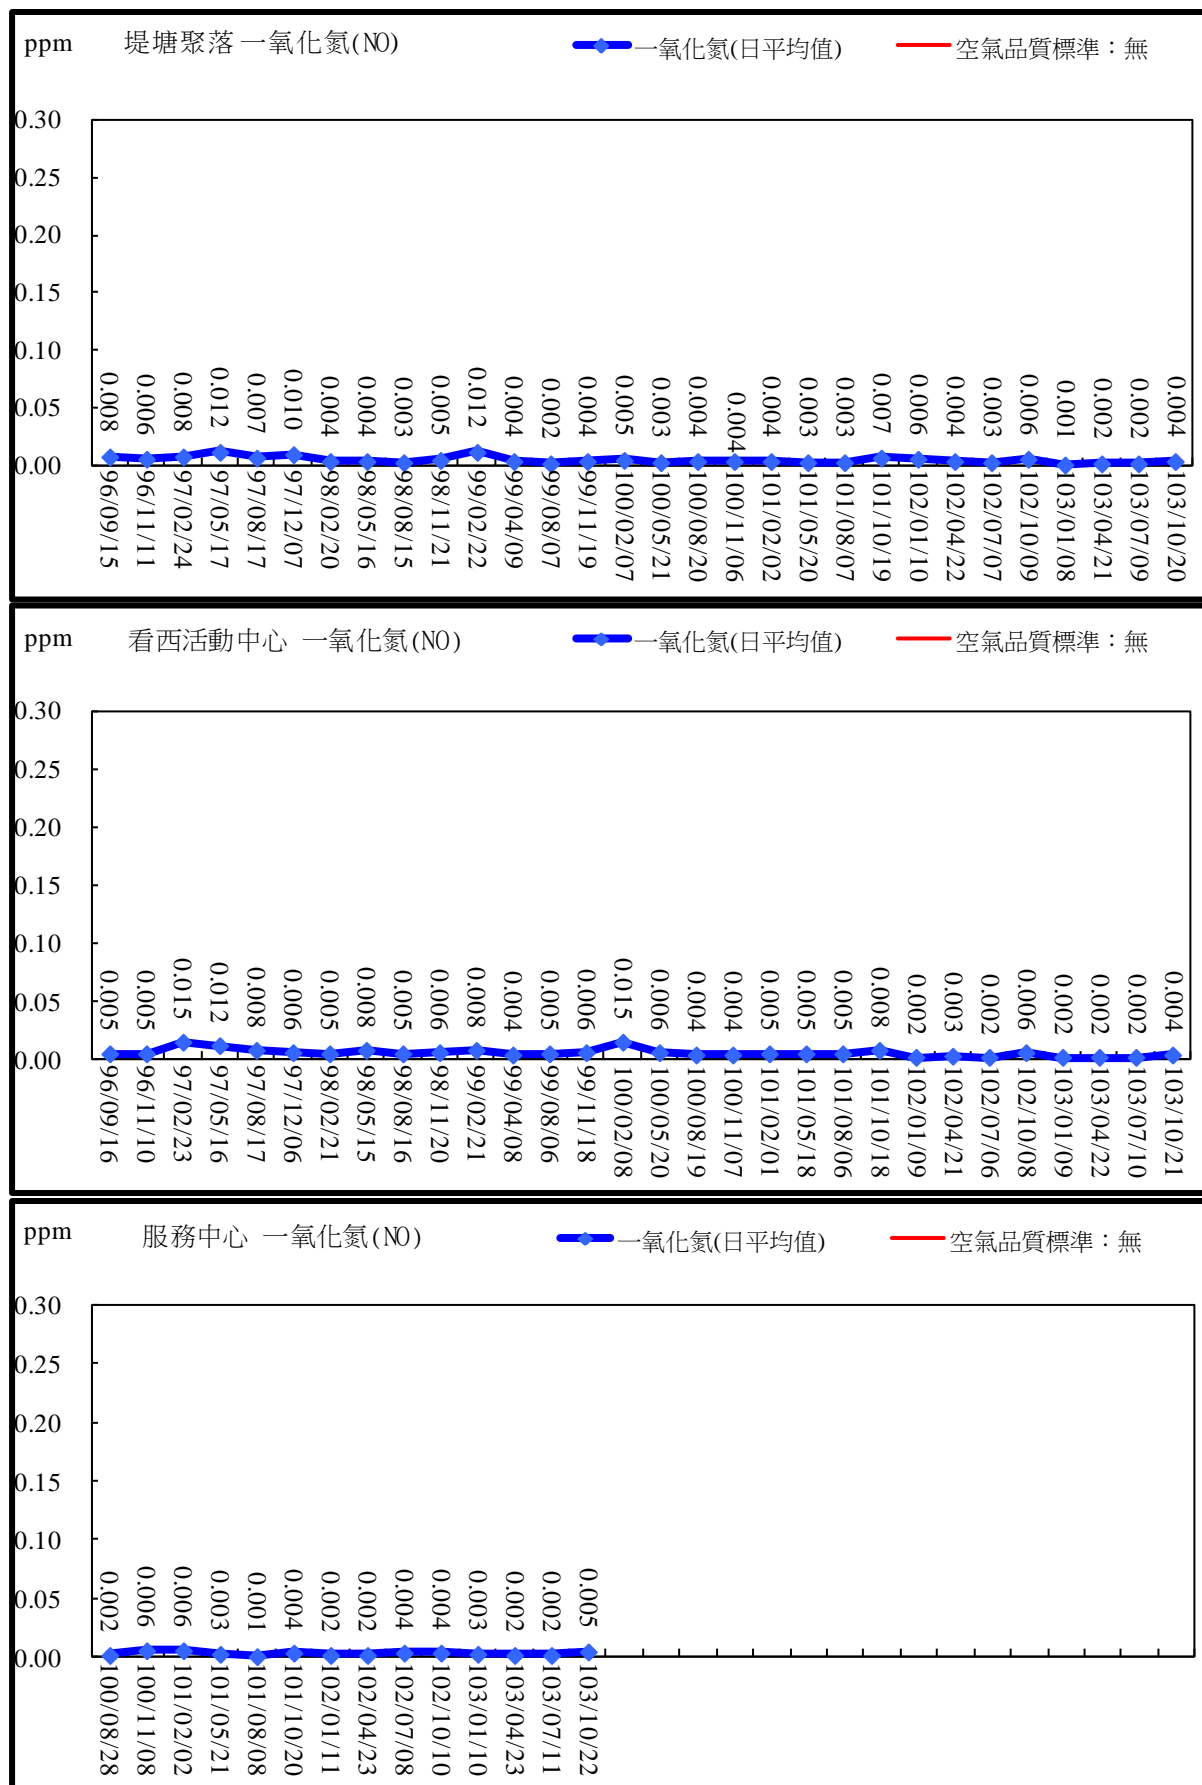 ppm 堤塘聚落 一氧化氮(NO) 一氧化氮(日平均值) 空氣品質標準：無
0.30
0.25
0.20
0.15
0.10
0.05
0.00
0.008 0.006 0.008 0.012 0.007 0.010 0.004 0.004 0.003 0.005 0.012 0.004 0.002 0.004 0.005 0.003 0.004 0.004 0.004 0.003 0.003 0.007 0.006 0.004 0.003 0.006 0.001 0.002 0.002 0.004
96/09/15 96/11/11 97/02/24 97/05/17 97/08/17 97/12/07 98/02/20 98/05/16 98/08/15 98/11/21 99/02/22 99/04/09 99/08/07 99/11/19 100/02/07 100/05/21 100/08/20 100/11/06 101/02/02 101/05/20 101/08/07 101/10/19 102/01/10 102/04/22 102/07/07 102/10/09 103/01/08 103/04/21 103/07/09 103/10/20
ppm 看西活動中心 一氧化氮(NO) 一氧化氮(日平均值) 空氣品質標準：無
0.30
0.25
0.20
0.15
0.10
0.05
0.00
0.005 0.005 0.015 0.012 0.008 0.006 0.005 0.008 0.005 0.006 0.008 0.004 0.005 0.006 0.015 0.006 0.004 0.004 0.005 0.005 0.005 0.008 0.002 0.003 0.002 0.006 0.002 0.002 0.002 0.004
96/09/16 96/11/10 97/02/23 97/05/16 97/08/17 97/12/06 98/02/21 98/05/15 98/08/16 98/11/20 99/02/21 99/04/08 99/08/06 99/11/18 100/02/08 100/05/20 100/08/19 100/11/07 101/02/01 101/05/18 101/08/06 101/10/18 102/01/09 102/04/21 102/07/06 102/10/08 103/01/09 103/04/22 103/07/10 103/10/21
ppm 服務中心 一氧化氮(NO) 一氧化氮(日平均值) 空氣品質標準：無
0.30
0.25
0.20
0.15
0.10
0.05
0.00
0.002 0.006 0.006 0.003 0.001 0.004 0.002 0.002 0.004 0.004 0.003 0.002 0.002 0.005
100/08/28 100/11/08 101/02/02 101/05/21 101/08/08 101/10/20 102/01/11 102/04/23 102/07/08 102/10/10 103/01/10 103/04/23 103/07/11 103/10/22